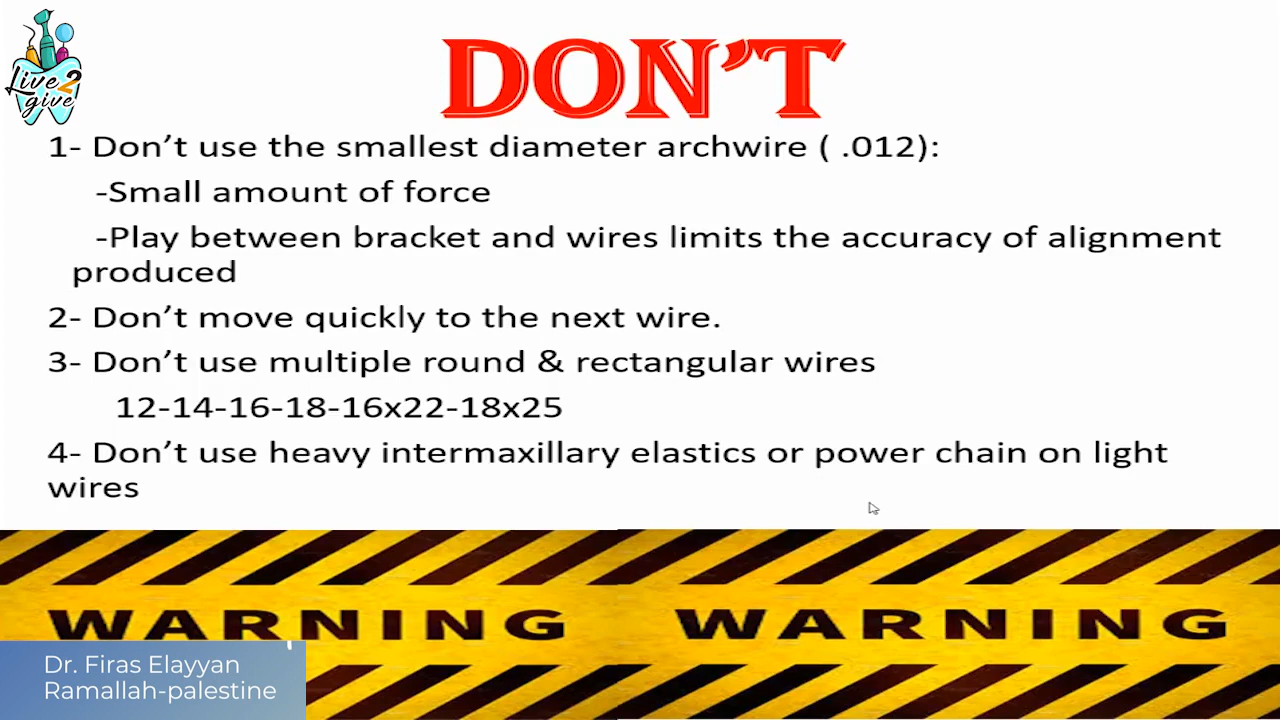 Live 2
give
DON'T
1- Don't use the smallest diameter archwire ( .012):
-Small amount of force
-Play between bracket and wires limits the accuracy of alignment
produced
2- Don't move quickly to the next wire.
3- Don't use multiple round & rectangular wires
12-14-16-18-16x22-18x25
4- Don't use heavy intermaxillary elastics or power chain on light
wires
WARNING WARNING
Dr. Firas Elayyan
Ramallah-palestine